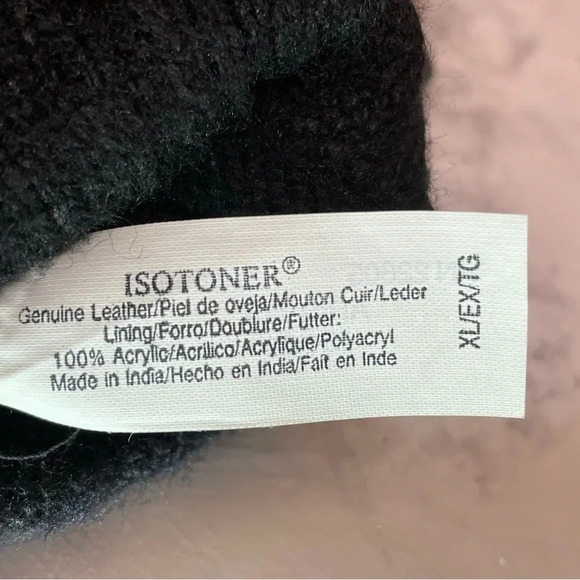 ISOTONER®
Genuine Leather/Piel de oveja/Mouton Cuir/Leder
Lining/Forro/Doublure/Futter:
100% Acrylic/Acrilico/Acrylique/Polyacryl
Made in India/Hecho en India/Fait en Inde
XL/EX/TG